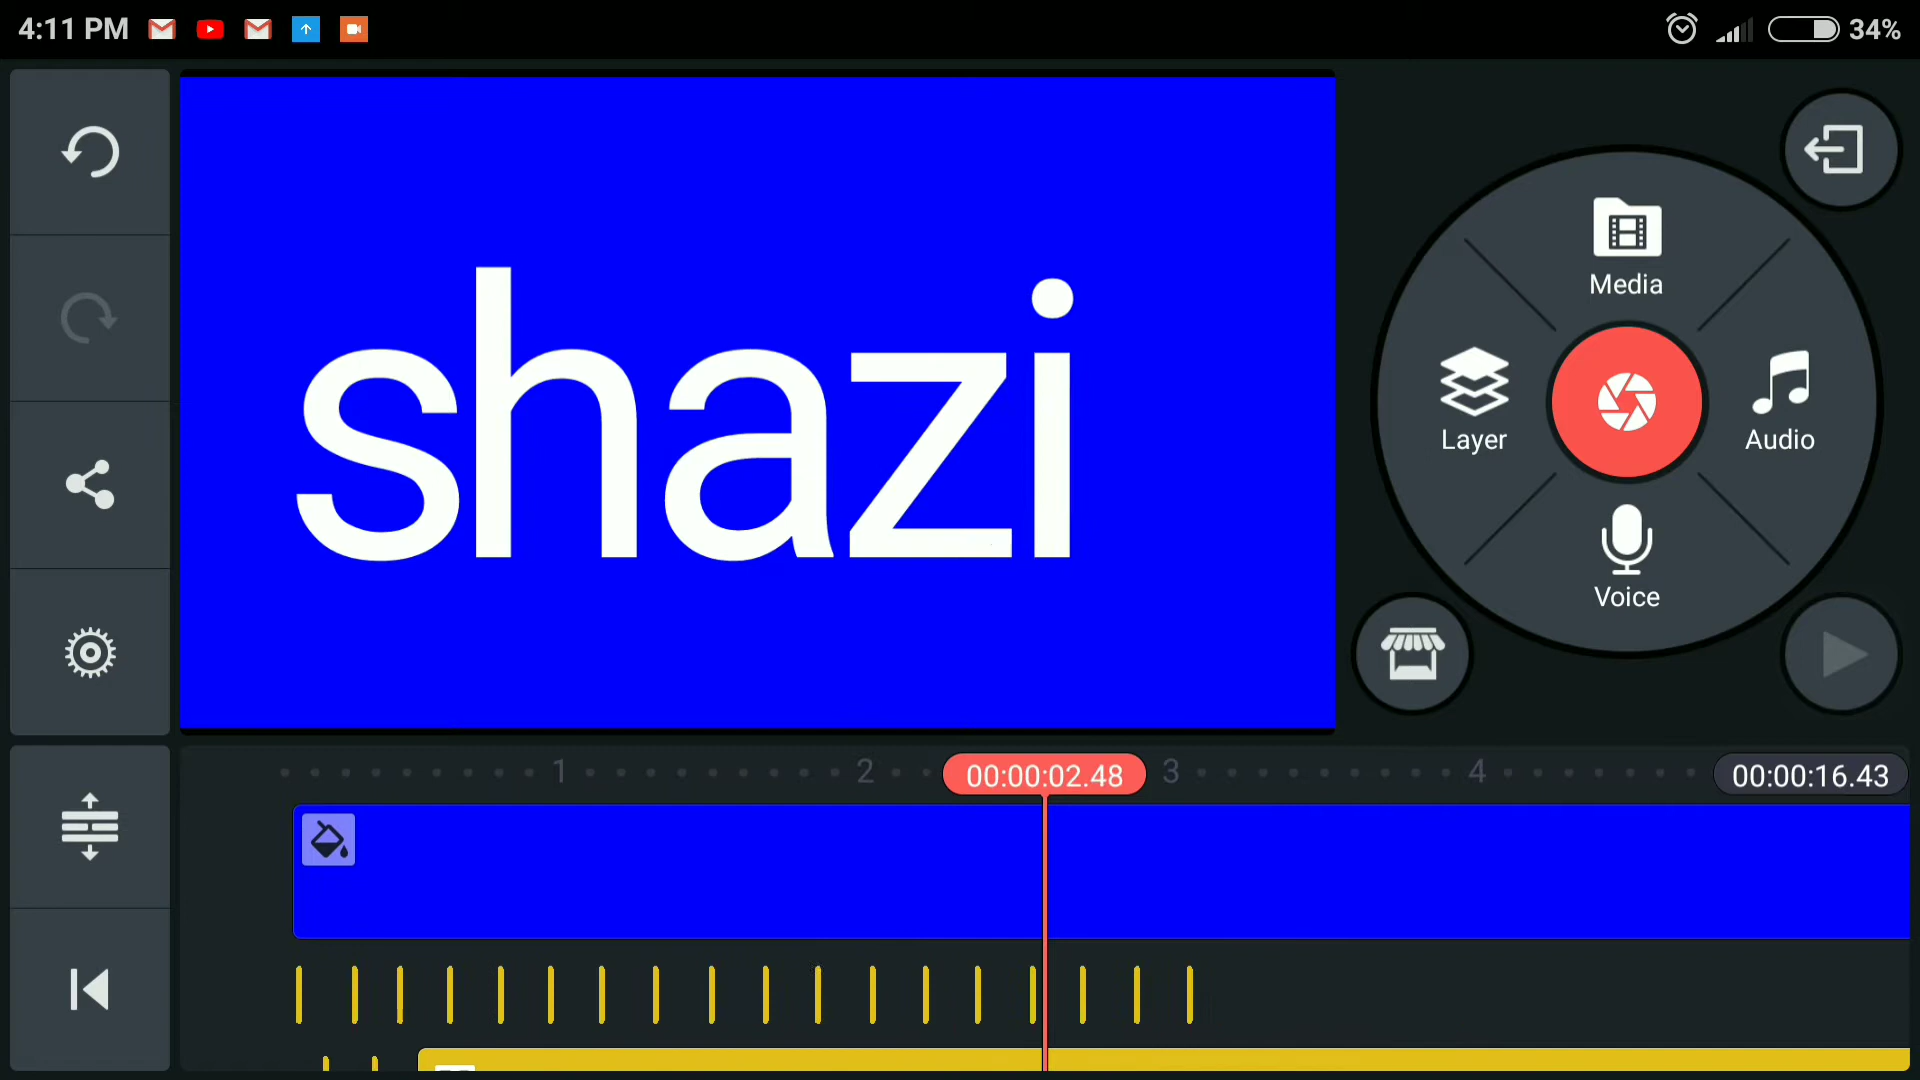 4:11 PM
34%
shazi
Media
Layer
Audio
Voice
1 2 00:00:02.48 3 4 00:00:16.43